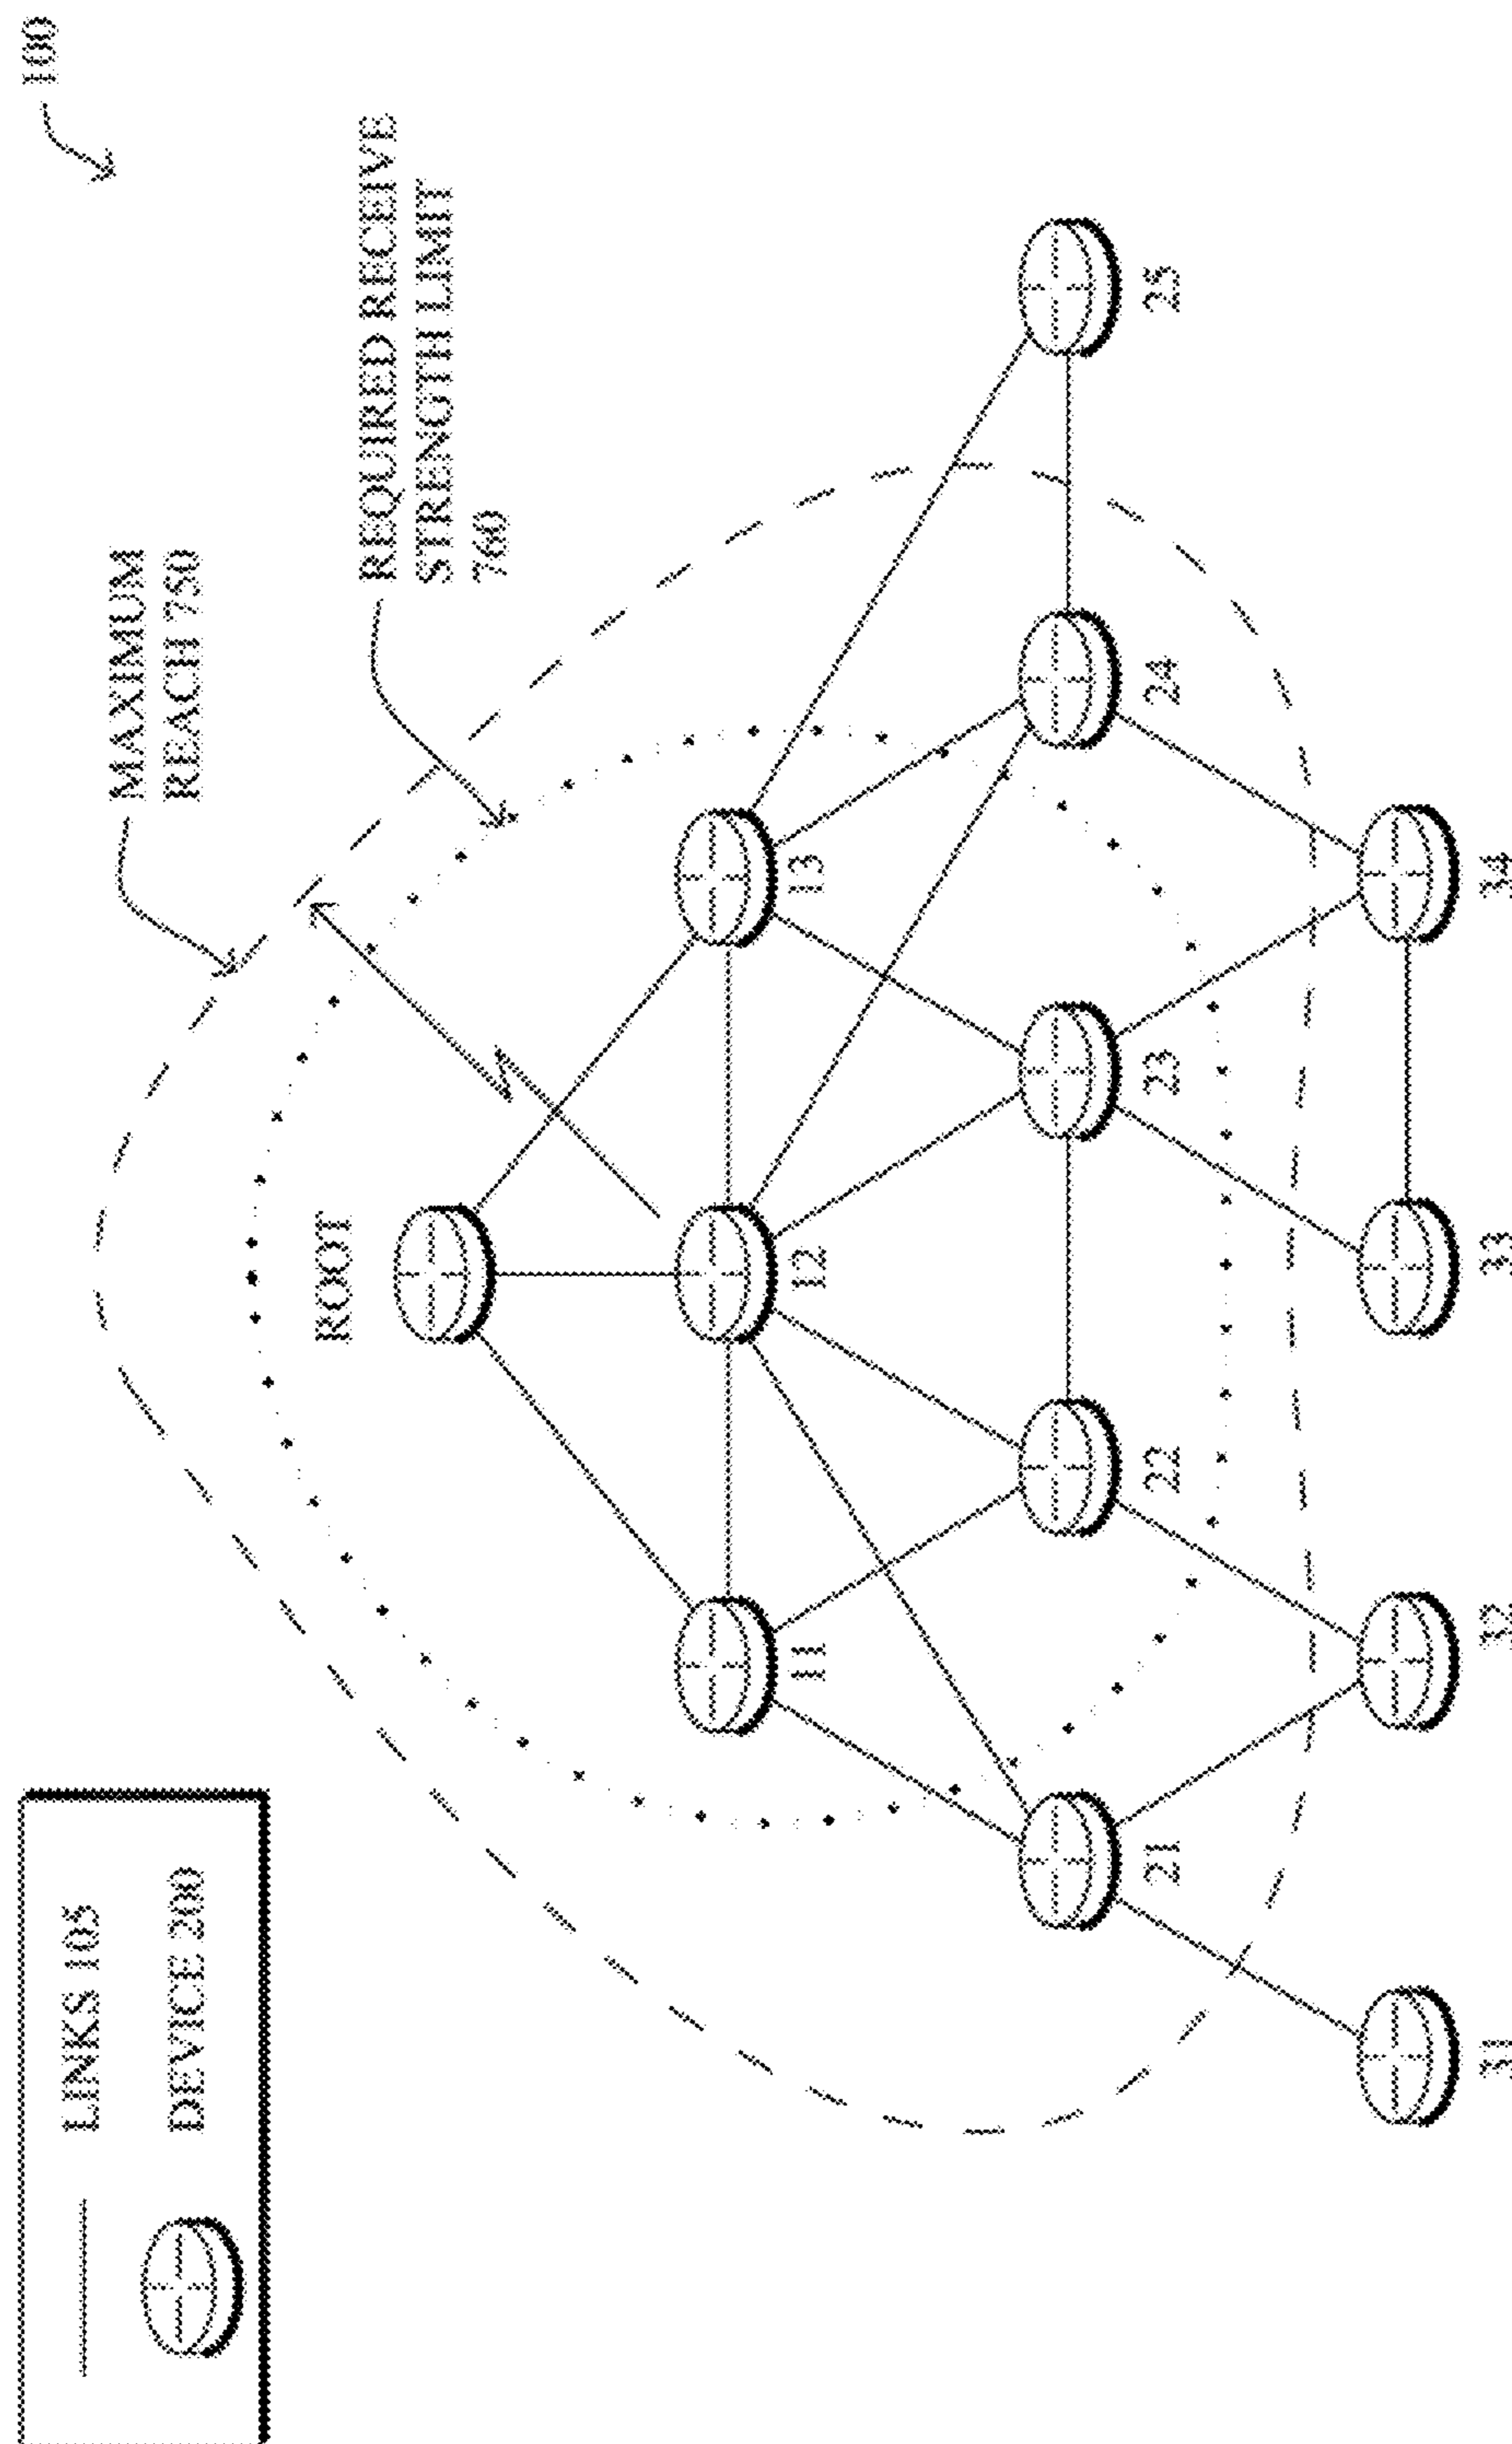 100
MAXIMUM
REACH 750
REQUIRED RECEIVE
STRENGTH LIMIT
760
LINKS 105
DEVICE 200
ROOT
11
12
13
21
22
23
24
25
31
32
33
34